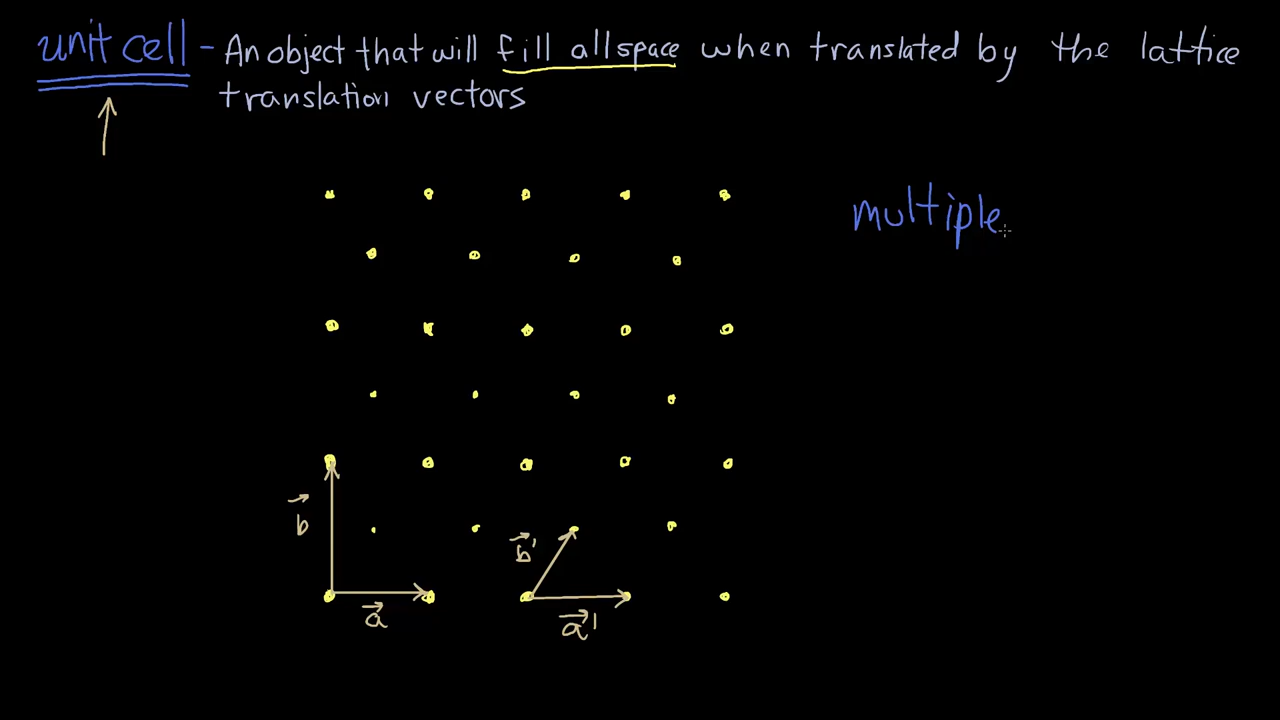 unit cell - An object that will fill all space when translated by the lattice
translation vectors
multiple
b
b'
a
a'